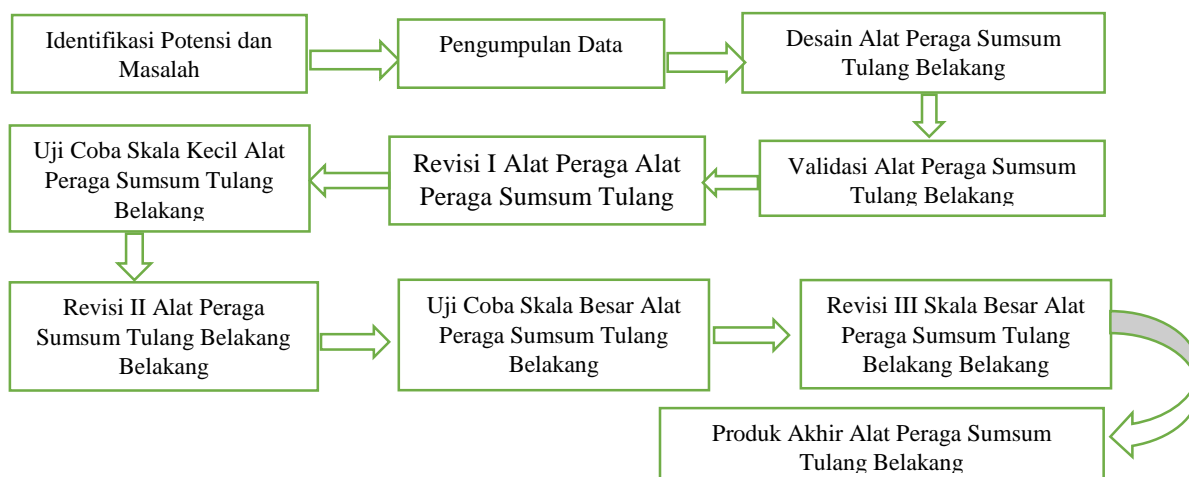 Identifikasi Potensi dan
Masalah
Pengumpulan Data
Desain Alat Peraga Sumsum
Tulang Belakang
Validasi Alat Peraga Sumsum
Tulang Belakang
Revisi I Alat Peraga Alat
Peraga Sumsum Tulang
Uji Coba Skala Kecil Alat
Peraga Sumsum Tulang
Belakang
Revisi II Alat Peraga
Sumsum Tulang Belakang
Belakang
Uji Coba Skala Besar Alat
Peraga Sumsum Tulang
Belakang
Revisi III Skala Besar Alat
Peraga Sumsum Tulang
Belakang Belakang
Produk Akhir Alat Peraga Sumsum
Tulang Belakang